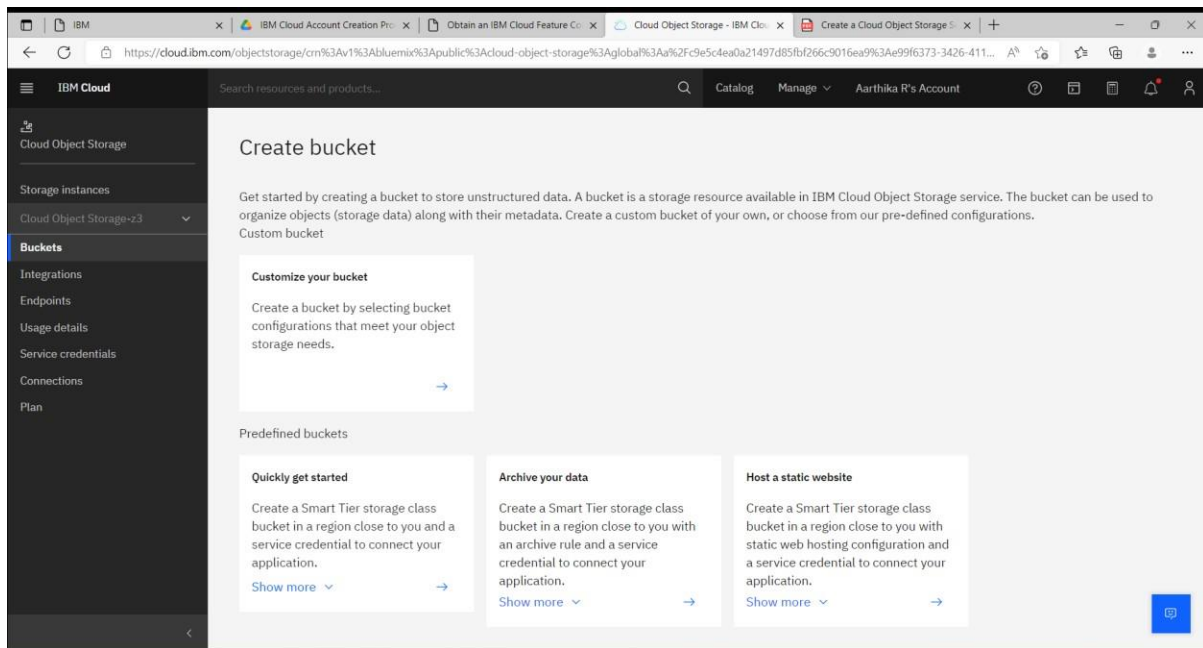 IBM
IBM Cloud Account Creation Pro
Obtain an IBM Cloud Feature Co
Cloud Object Storage - IBM Clou
Create a Cloud Object Storage S
https://cloud.ibm.com/objectstorage/crn%3Av1%3Abluemix%3Apublic%3Acloud-object-storage%3Aglobal%3Aa%2Fc9e5c4ea0a21497d85fbf266c9016ea9%3Ae99f6373-3426-411...
IBM Cloud
Search resources and products...
Catalog
Manage
Aarthika R's Account
Cloud Object Storage
Storage instances
Cloud Object Storage-z3
Buckets
Integrations
Endpoints
Usage details
Service credentials
Connections
Plan
Create bucket
Get started by creating a bucket to store unstructured data. A bucket is a storage resource available in IBM Cloud Object Storage service. The bucket can be used to
organize objects (storage data) along with their metadata. Create a custom bucket of your own, or choose from our pre-defined configurations.
Custom bucket
Customize your bucket
Create a bucket by selecting bucket
configurations that meet your object
storage needs.
Predefined buckets
Quickly get started
Create a Smart Tier storage class
bucket in a region close to you and a
service credential to connect your
application.
Show more
Archive your data
Create a Smart Tier storage class
bucket in a region close to you with
an archive rule and a service
credential to connect your
application.
Show more
Host a static website
Create a Smart Tier storage class
bucket in a region close to you with
static web hosting configuration and
a service credential to connect your
application.
Show more